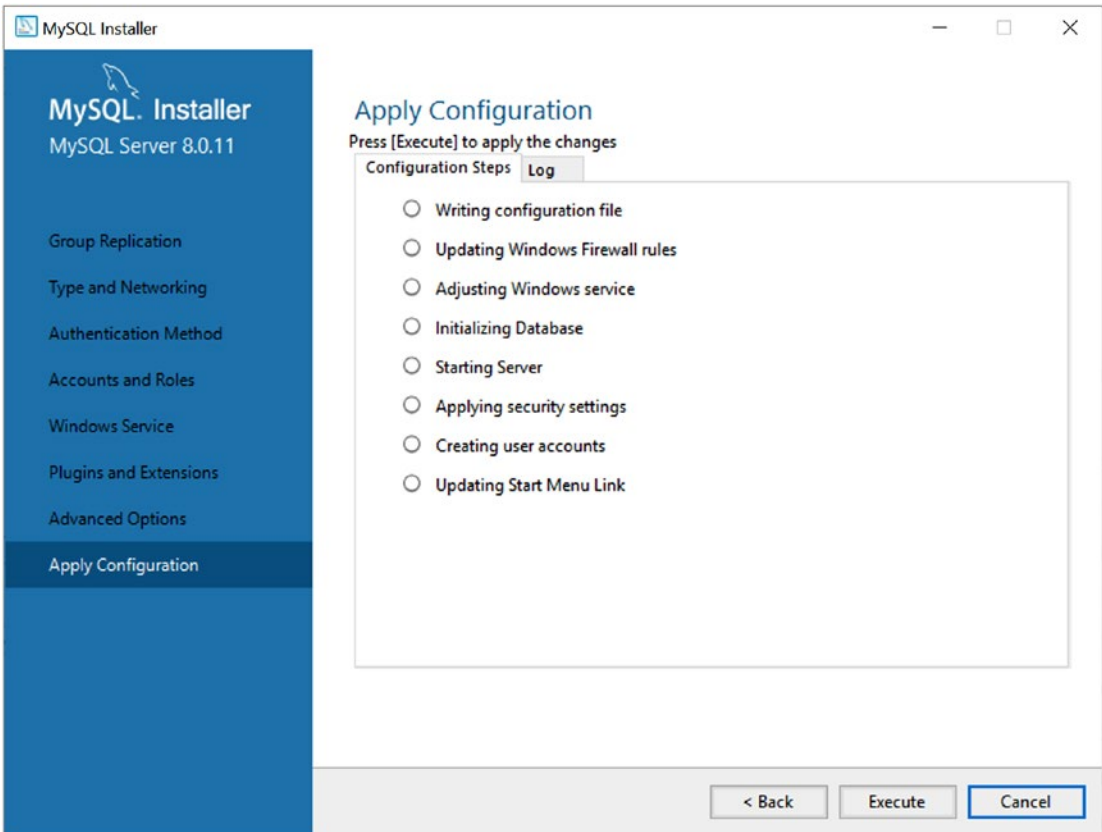 MySQL Installer
MySQL. Installer
MySQL Server 8.0.11
Group Replication
Type and Networking
Authentication Method
Accounts and Roles
Windows Service
Plugins and Extensions
Advanced Options
Apply Configuration
Apply Configuration
Press [Execute] to apply the changes
Configuration Steps Log
Writing configuration file
Updating Windows Firewall rules
Adjusting Windows service
Initializing Database
Starting Server
Applying security settings
Creating user accounts
Updating Start Menu Link
< Back Execute Cancel